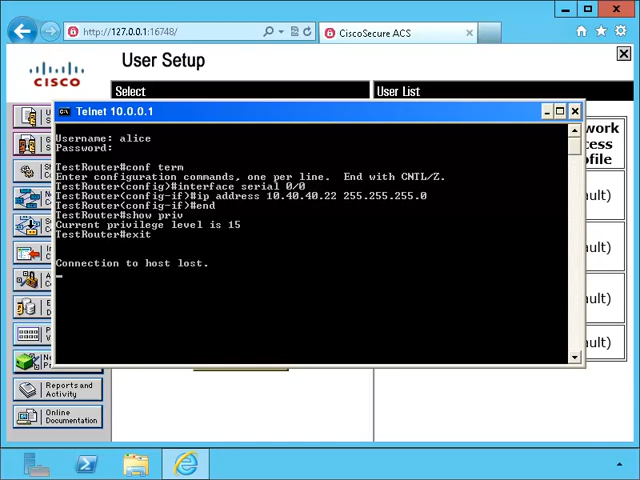 http://127.0.0.1:16748/
CiscoSecure ACS
CISCO
User Setup
Select
User List
Telnet 10.0.0.1
Username: alice
Password:
TestRouter#conf term
Enter configuration commands, one per line. End with CNTL/Z.
TestRouter(config)#interface serial 0/0
TestRouter(config-if)#ip address 10.40.40.22 255.255.255.0
TestRouter(config-if)#end
TestRouter#show priv
Current privilege level is 15
TestRouter#exit
Connection to host lost.
work
cess
ofile
ult)
ult)
ult)
ult)
Reports and
Activity
Online
Documentation